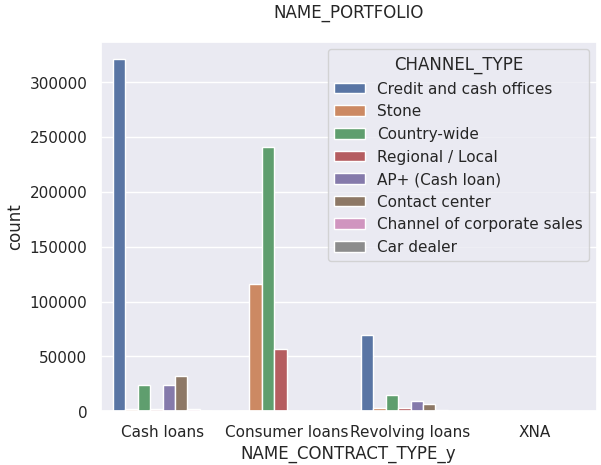 NAME_PORTFOLIO
CHANNEL_TYPE
Credit and cash offices
Stone
Country-wide
Regional / Local
AP+ (Cash loan)
Contact center
Channel of corporate sales
Car dealer
count
300000
250000
200000
150000
100000
50000
0
Cash loans Consumer loans Revolving loans XNA
NAME_CONTRACT_TYPE_y